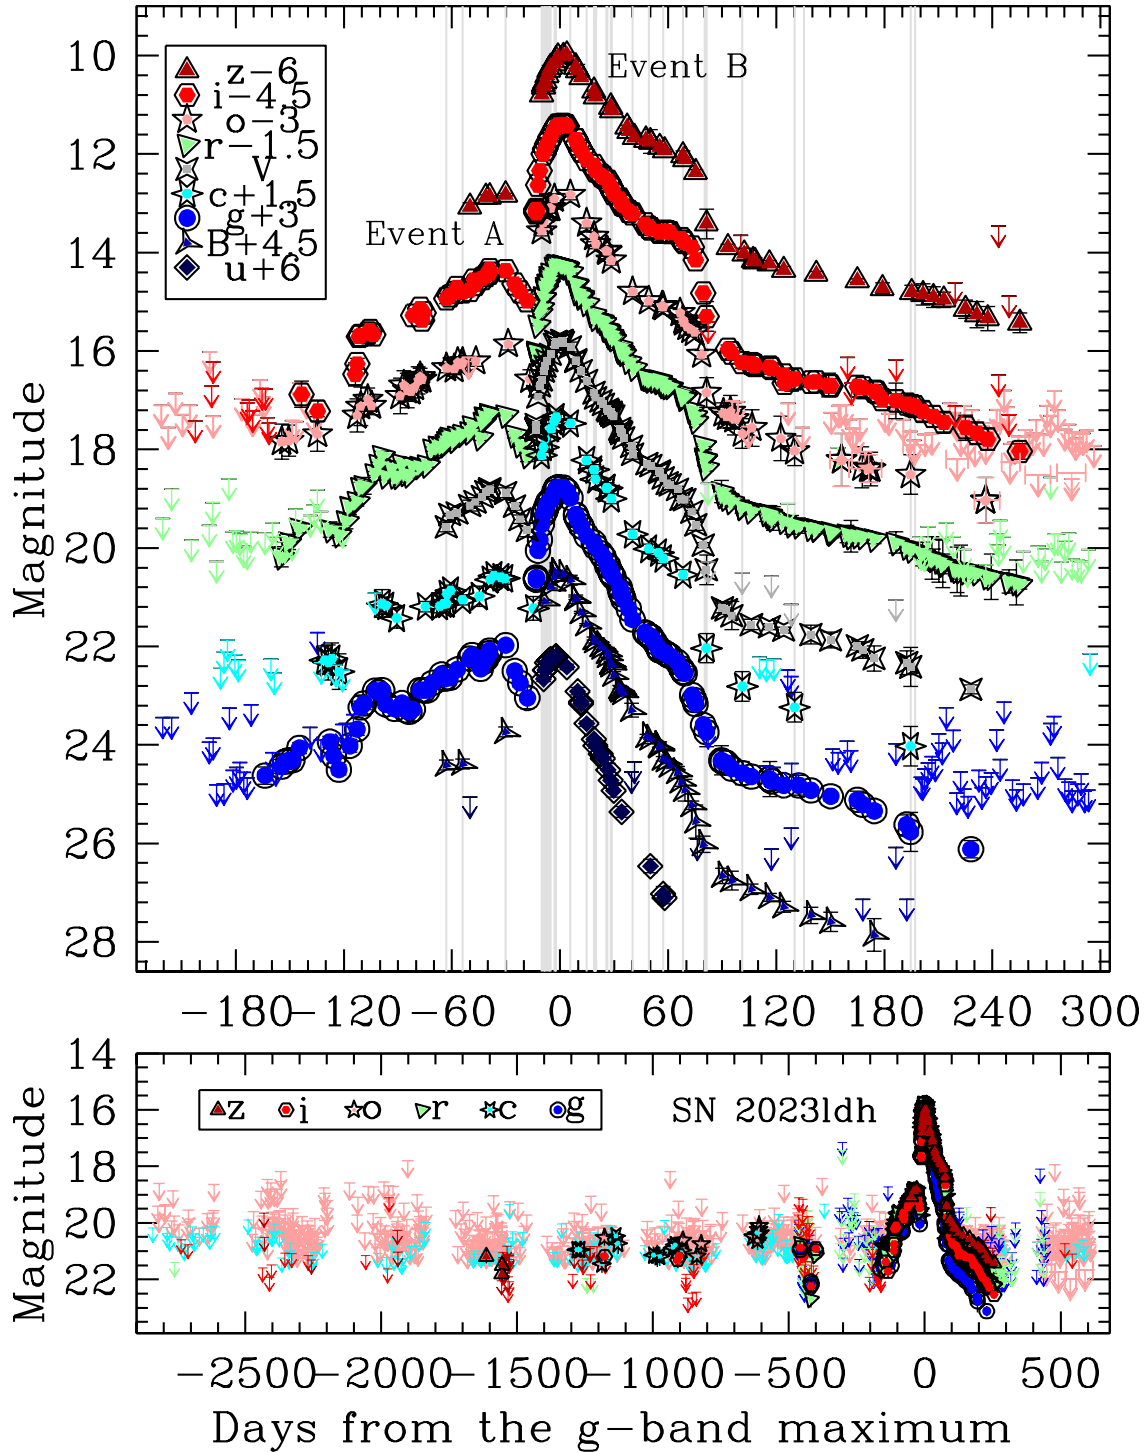 10
12
14
16
18
20
22
24
26
28
Magnitude
z−6
i−4.5
o−3
r−1.5
V
c+1.5
g+3
B+4.5
u+6
Event A
Event B
−180 −120 −60 0 60 120 180 240 300
14
16
18
20
22
Magnitude
z i o r c g
SN 2023ldh
−2500 −2000 −1500 −1000 −500 0 500
Days from the g−band maximum